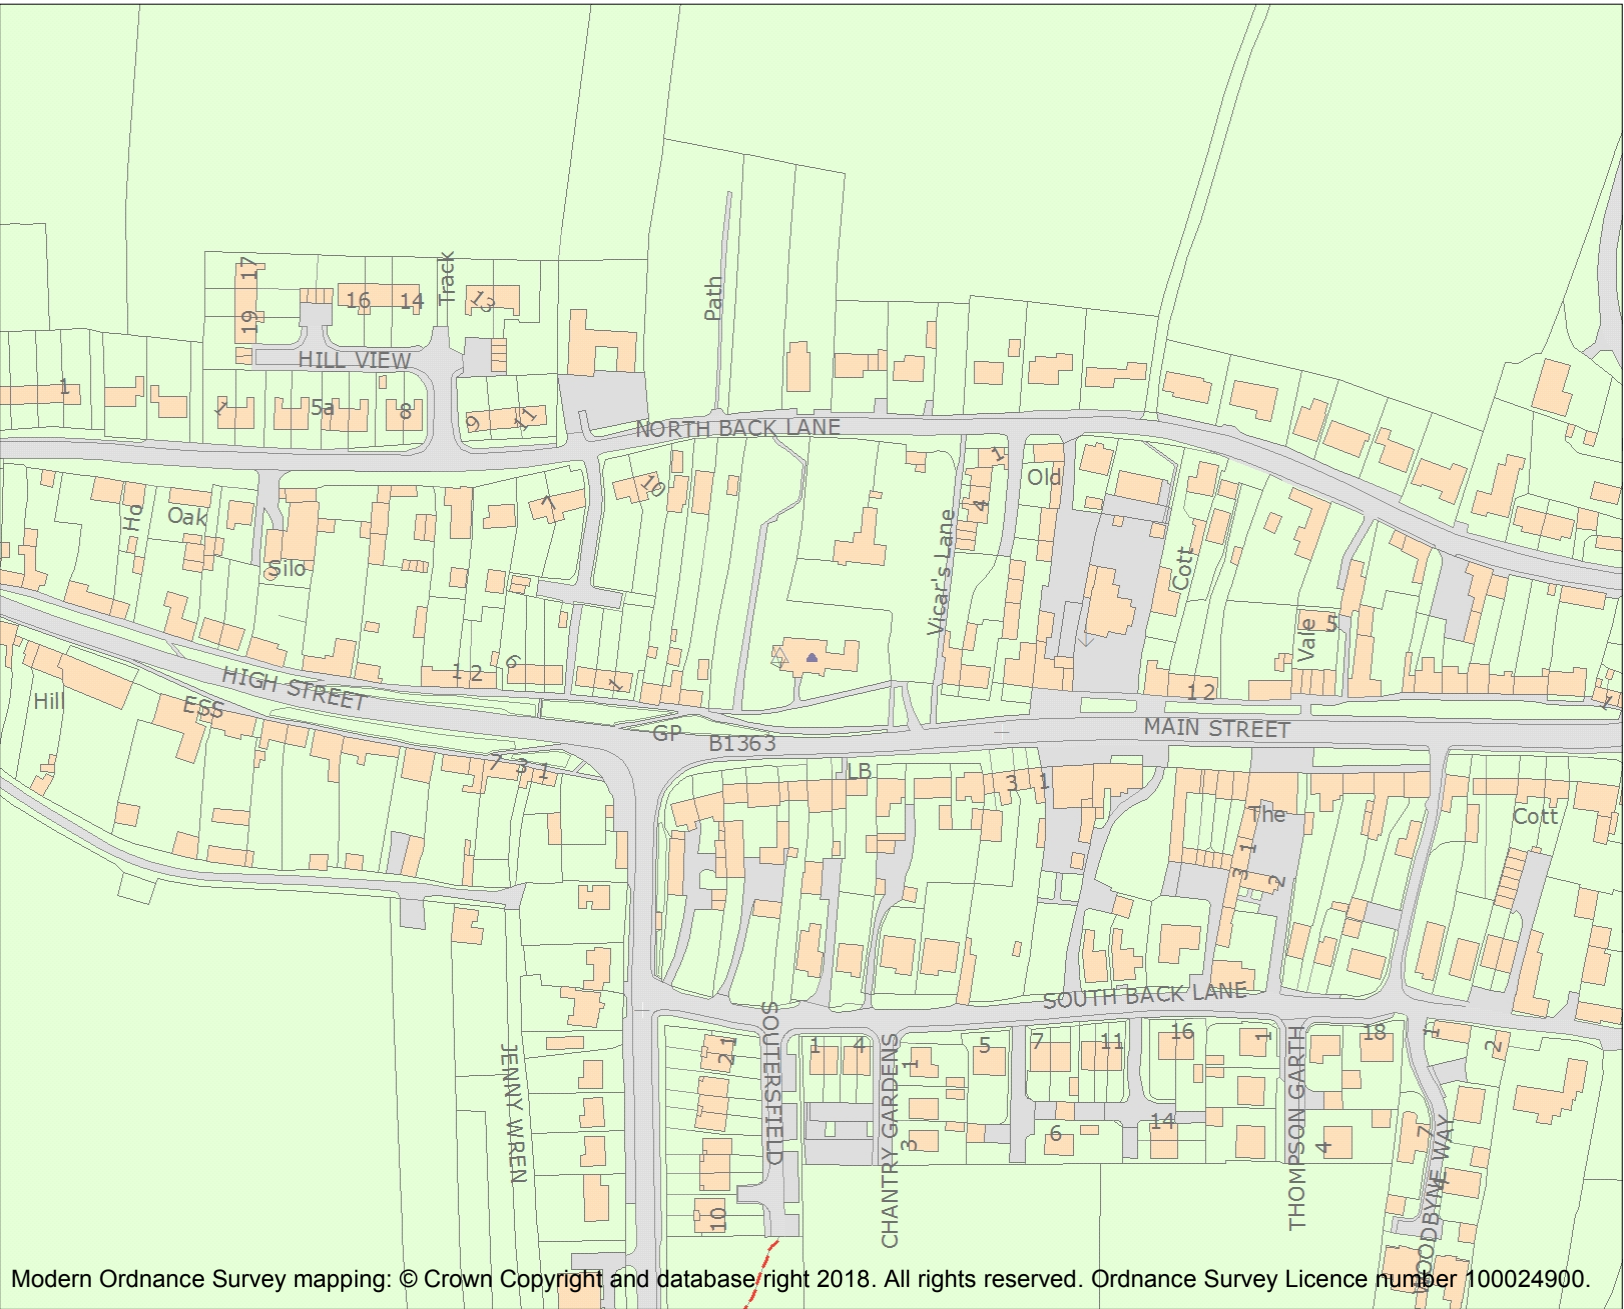 17
Track
16
14
13
19
HILL VIEW
1
1
5a
8
9
11
Path
NORTH BACK LANE
Ho
Oak
Silo
7
10
1
4
Old
Vicar's Lane
Cott
Vale
5
Hill
ESS
HIGH STREET
1 2
6
1
12
1
GP
B1363
MAIN STREET
7
3
1
LB
3
1
The
1
3
2
Cott
SOUTH BACK LANE
JENNY WREN
SOUTERSFIELD
1
2
10
1
4
CHANTRY GARDENS
1
3
5
7
11
6
16
14
1
THOMPSON GARTH
4
18
1
2
7
WOODBYNE WAY
Modern Ordnance Survey mapping: © Crown Copyright and database right 2018. All rights reserved. Ordnance Survey Licence number 100024900.